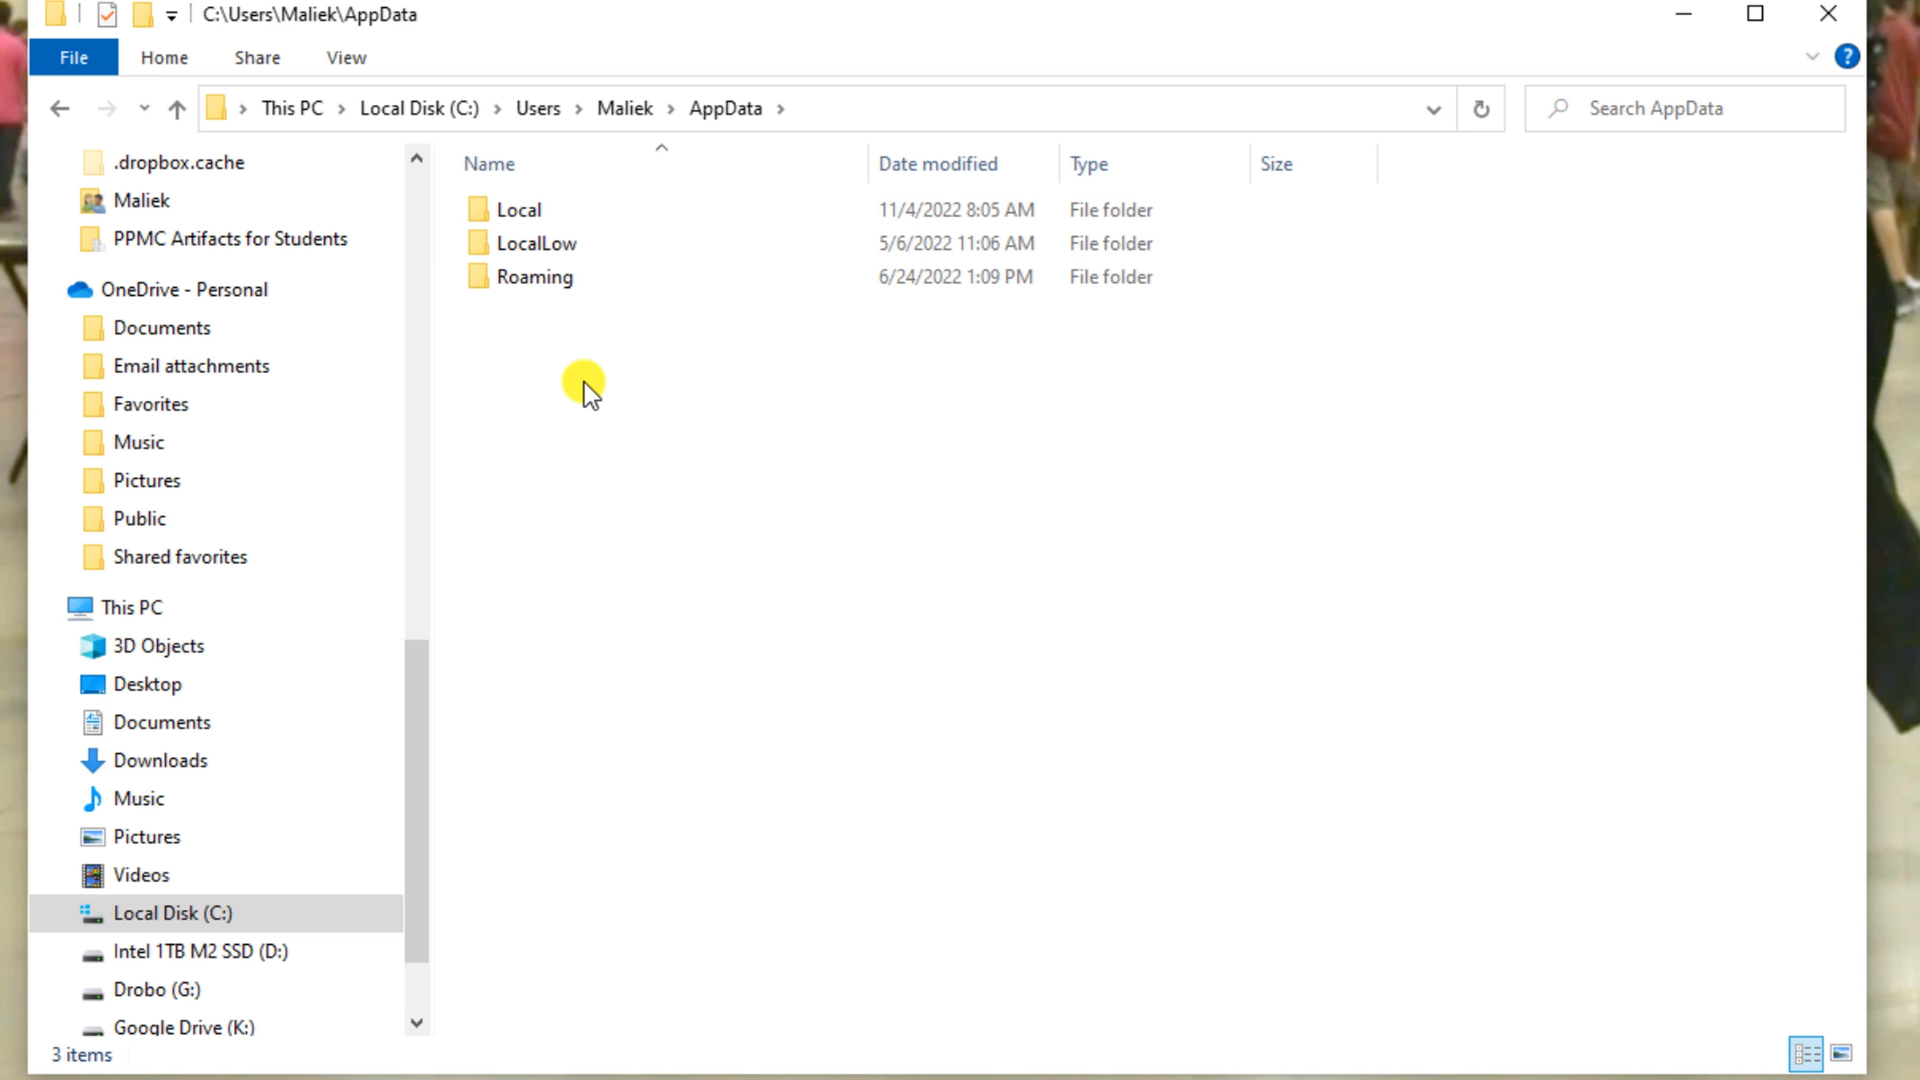 C:\Users\Maliek\AppData
File Home Share View
This PC > Local Disk (C:) > Users > Maliek > AppData >
Search AppData
.dropbox.cache
Maliek
PPMC Artifacts for Students
OneDrive - Personal
Documents
Email attachments
Favorites
Music
Pictures
Public
Shared favorites
This PC
3D Objects
Desktop
Documents
Downloads
Music
Pictures
Videos
Local Disk (C:)
Intel 1TB M2 SSD (D:)
Drobo (G:)
Google Drive (K:)
Name Date modified Type Size
Local 11/4/2022 8:05 AM File folder
LocalLow 5/6/2022 11:06 AM File folder
Roaming 6/24/2022 1:09 PM File folder
3 items